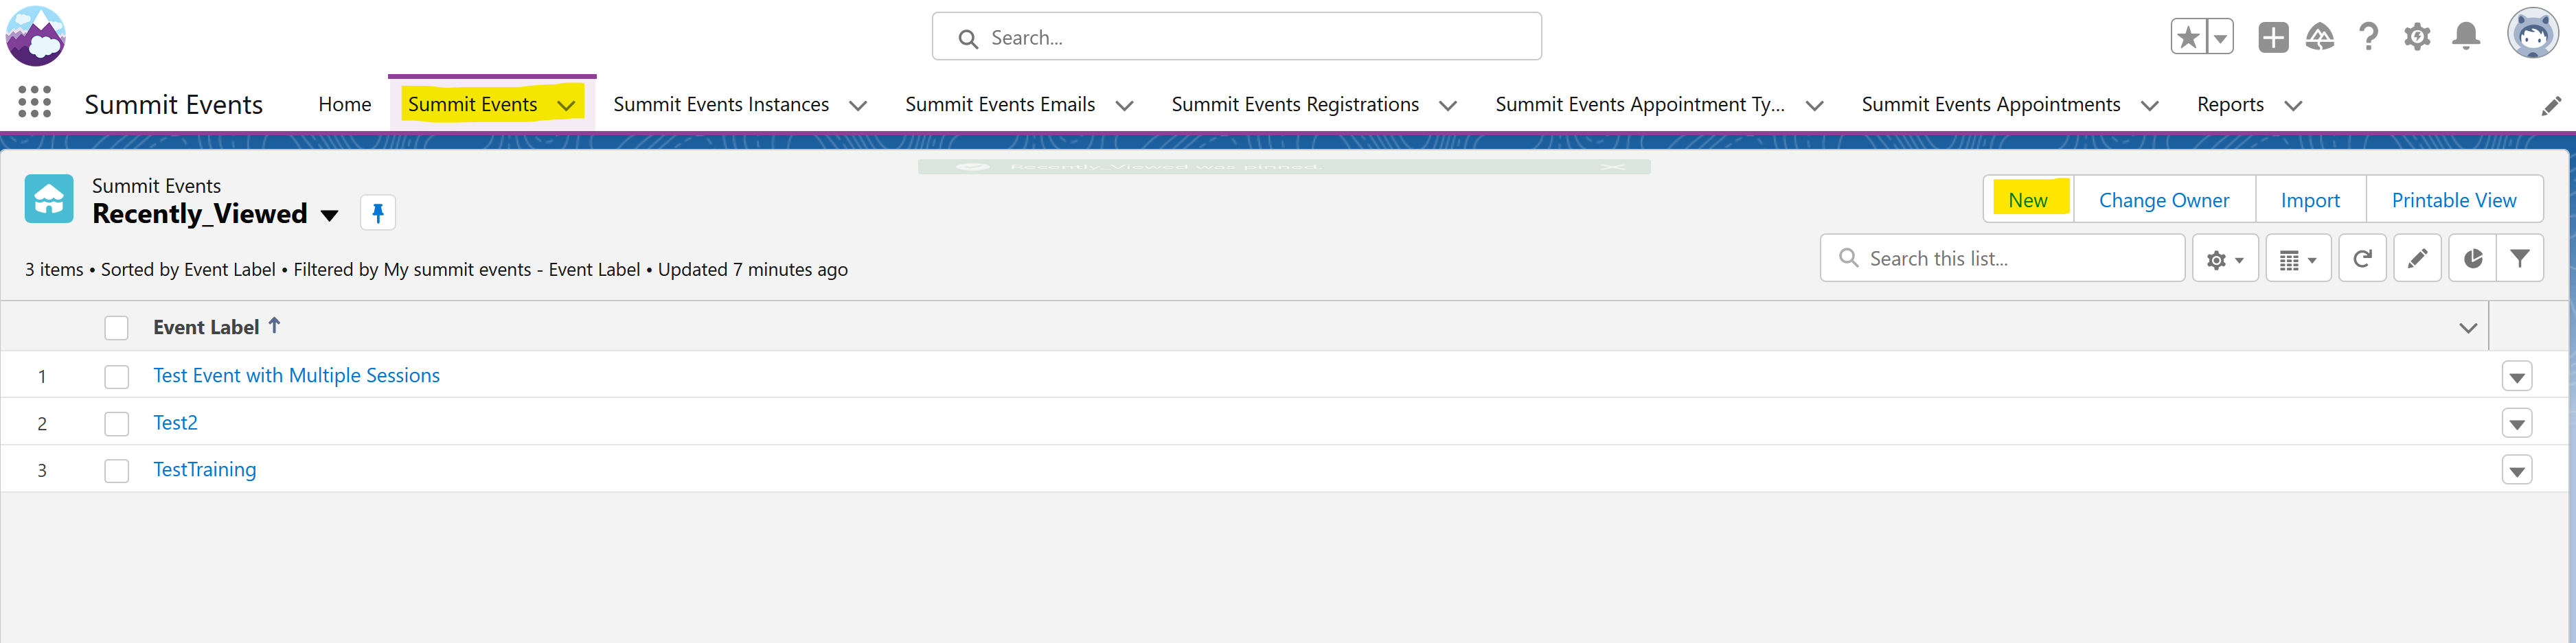 Search...
Summit Events
Home
Summit Events
Summit Events Instances
Summit Events Emails
Summit Events Registrations
Summit Events Appointment Ty...
Summit Events Appointments
Reports
Recently_Viewed was pinned.
Summit Events
Recently_Viewed
New
Change Owner
Import
Printable View
3 items • Sorted by Event Label • Filtered by My summit events - Event Label • Updated 7 minutes ago
Search this list...
Event Label
1 Test Event with Multiple Sessions
2 Test2
3 TestTraining